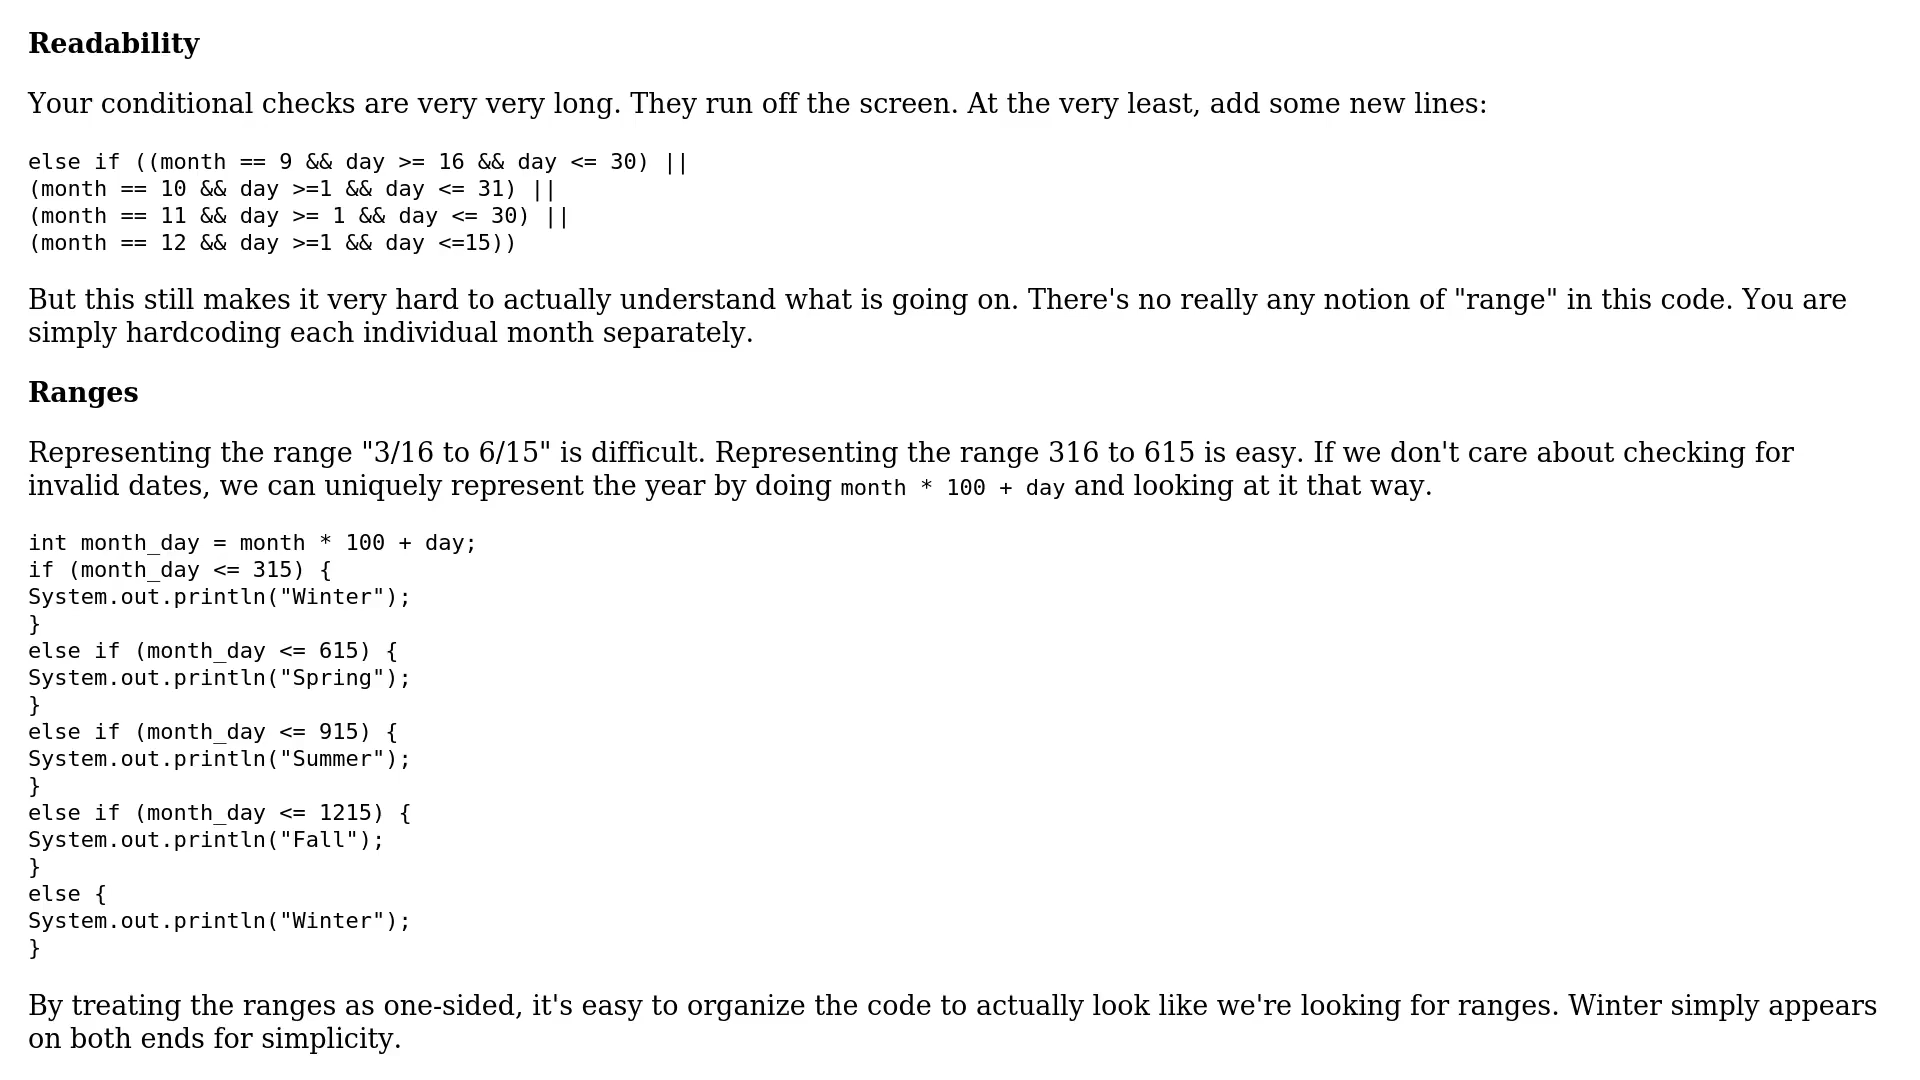 Readability
Your conditional checks are very very long. They run off the screen. At the very least, add some new lines:
else if ((month == 9 && day >= 16 && day <= 30) ||
(month == 10 && day >=1 && day <= 31) ||
(month == 11 && day >= 1 && day <= 30) ||
(month == 12 && day >=1 && day <=15))
But this still makes it very hard to actually understand what is going on. There's no really any notion of "range" in this code. You are
simply hardcoding each individual month separately.
Ranges
Representing the range "3/16 to 6/15" is difficult. Representing the range 316 to 615 is easy. If we don't care about checking for
invalid dates, we can uniquely represent the year by doing month * 100 + day and looking at it that way.
int month_day = month * 100 + day;
if (month_day <= 315) {
System.out.println("Winter");
}
else if (month_day <= 615) {
System.out.println("Spring");
}
else if (month_day <= 915) {
System.out.println("Summer");
}
else if (month_day <= 1215) {
System.out.println("Fall");
}
else {
System.out.println("Winter");
}
By treating the ranges as one-sided, it's easy to organize the code to actually look like we're looking for ranges. Winter simply appears
on both ends for simplicity.